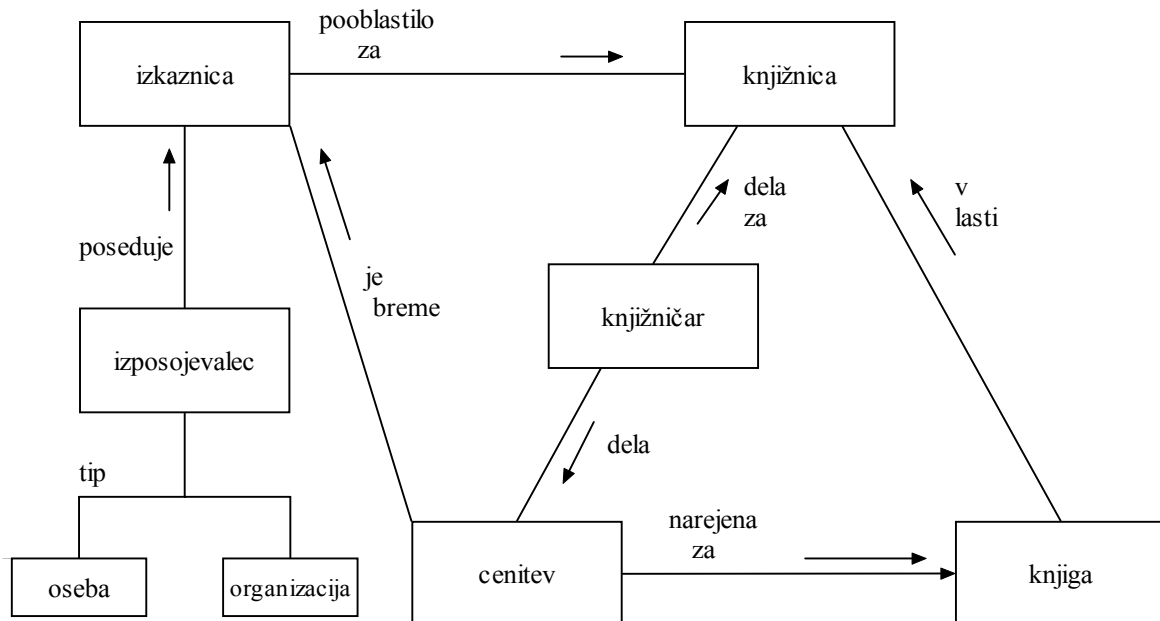 pooblastilo
za
izkaznica
knjižnica
dela
za
v
lasti
poseduje
je
breme
knjižničar
izposojevalec
dela
tip
narejena
za
oseba
organizacija
cenitev
knjiga